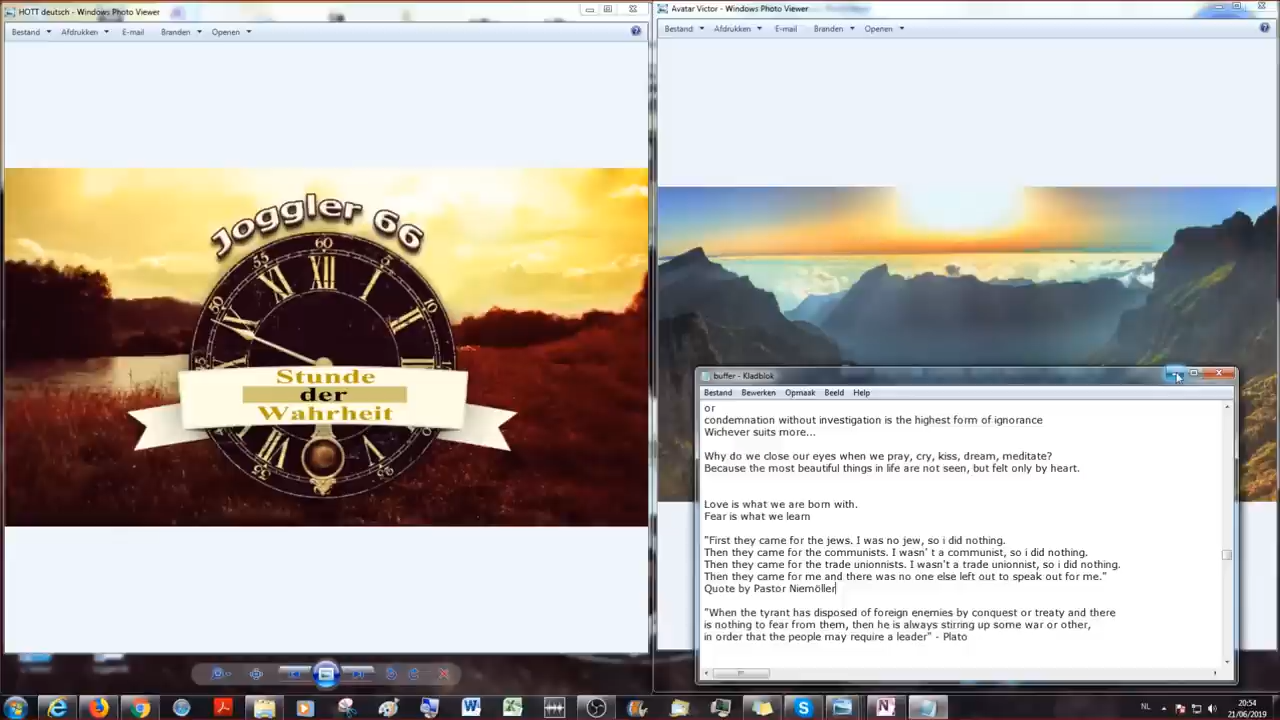 HOTT deutsch - Windows Photo Viewer
Bestand Afdrukken E-mail Branden Openen
Joggler 66
60
55 5
50 10
XII
XI I
II
Stunde
der
Wahrheit
Avatar Victor - Windows Photo Viewer
Bestand Afdrukken E-mail Branden Openen
buffer - Kladblok
Bestand Bewerken Opmaak Beeld Help
or
condemnation without investigation is the highest form of ignorance
Wichever suits more...
Why do we close our eyes when we pray, cry, kiss, dream, meditate?
Because the most beautiful things in life are not seen, but felt only by heart.
Love is what we are born with.
Fear is what we learn
"First they came for the jews. I was no jew, so i did nothing.
Then they came for the communists. I wasn' t a communist, so i did nothing.
Then they came for the trade unionnists. I wasn't a trade unionnist, so i did nothing.
Then they came for me and there was no one else left out to speak out for me."
Quote by Pastor Niemöller
"When the tyrant has disposed of foreign enemies by conquest or treaty and there
is nothing to fear from them, then he is always stirring up some war or other,
in order that the people may require a leader" - Plato
NL 20:54
21/06/2019